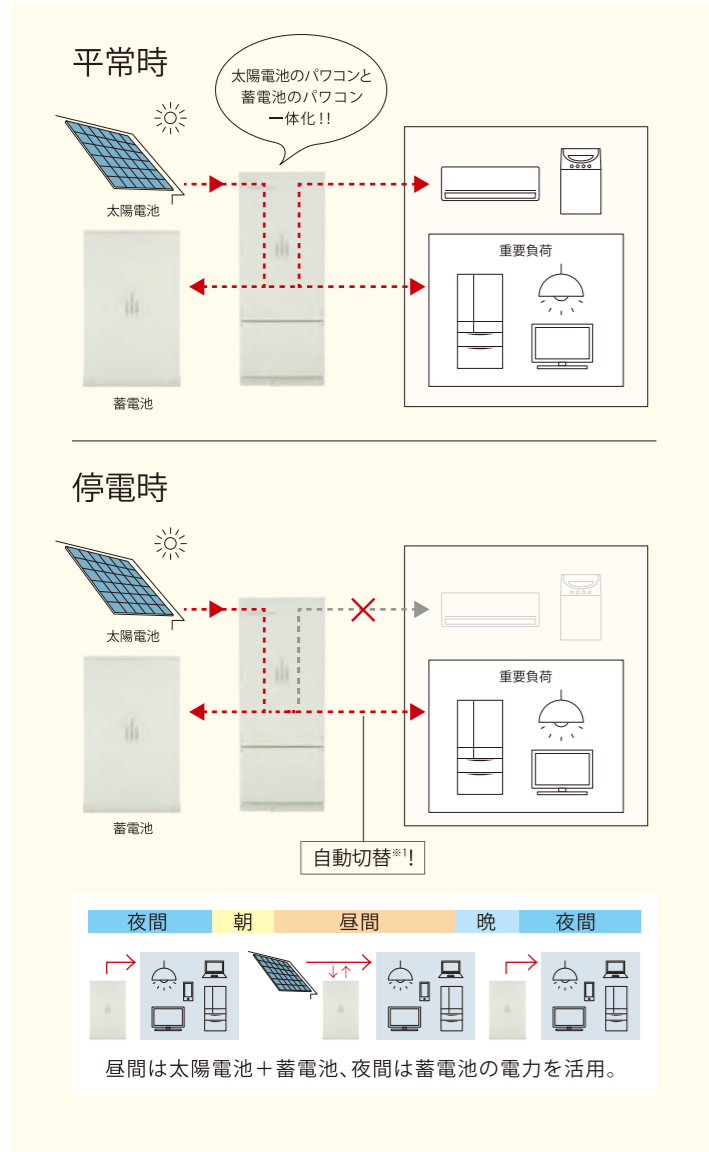 平常時
太陽電池のパワコンと
蓄電池のパワコン
一体化!!
太陽電池
重要負荷
蓄電池
停電時
太陽電池
重要負荷
蓄電池
自動切替※1!
夜間 朝 昼間 晩 夜間
昼間は太陽電池＋蓄電池、夜間は蓄電池の電力を活用。